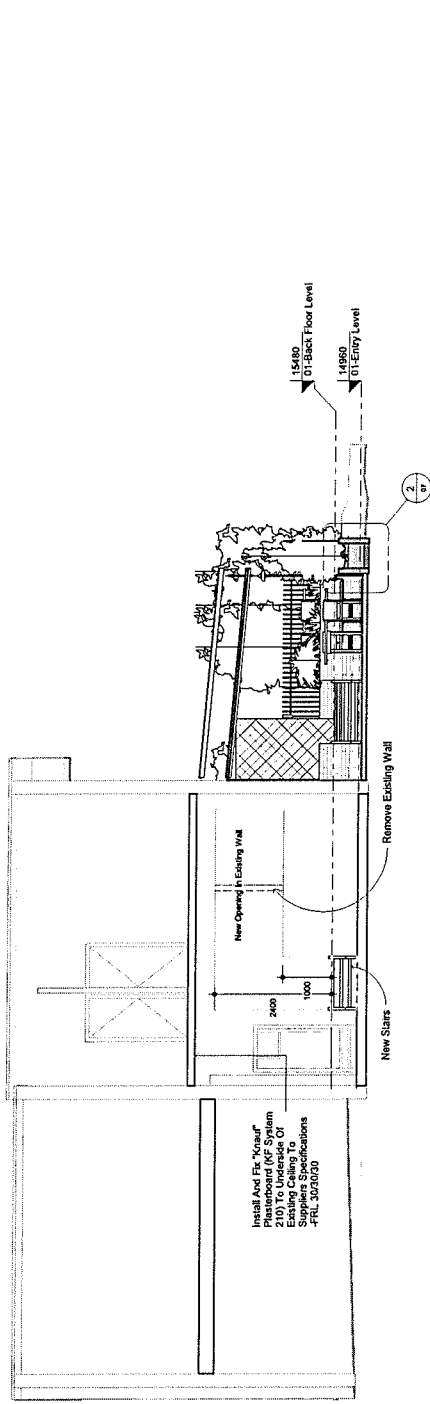 Install And Fix "Knauf"
Plasterboard (KF System
210) To Underside Of
Existing Ceiling To
Suppliers Specifications
-FRL 30/30/30
New Stairs
2400
1000
New Opening In Existing Wall
Remove Existing Wall
15480
01-Back Floor Level
14960
01-Entry Level
2
07